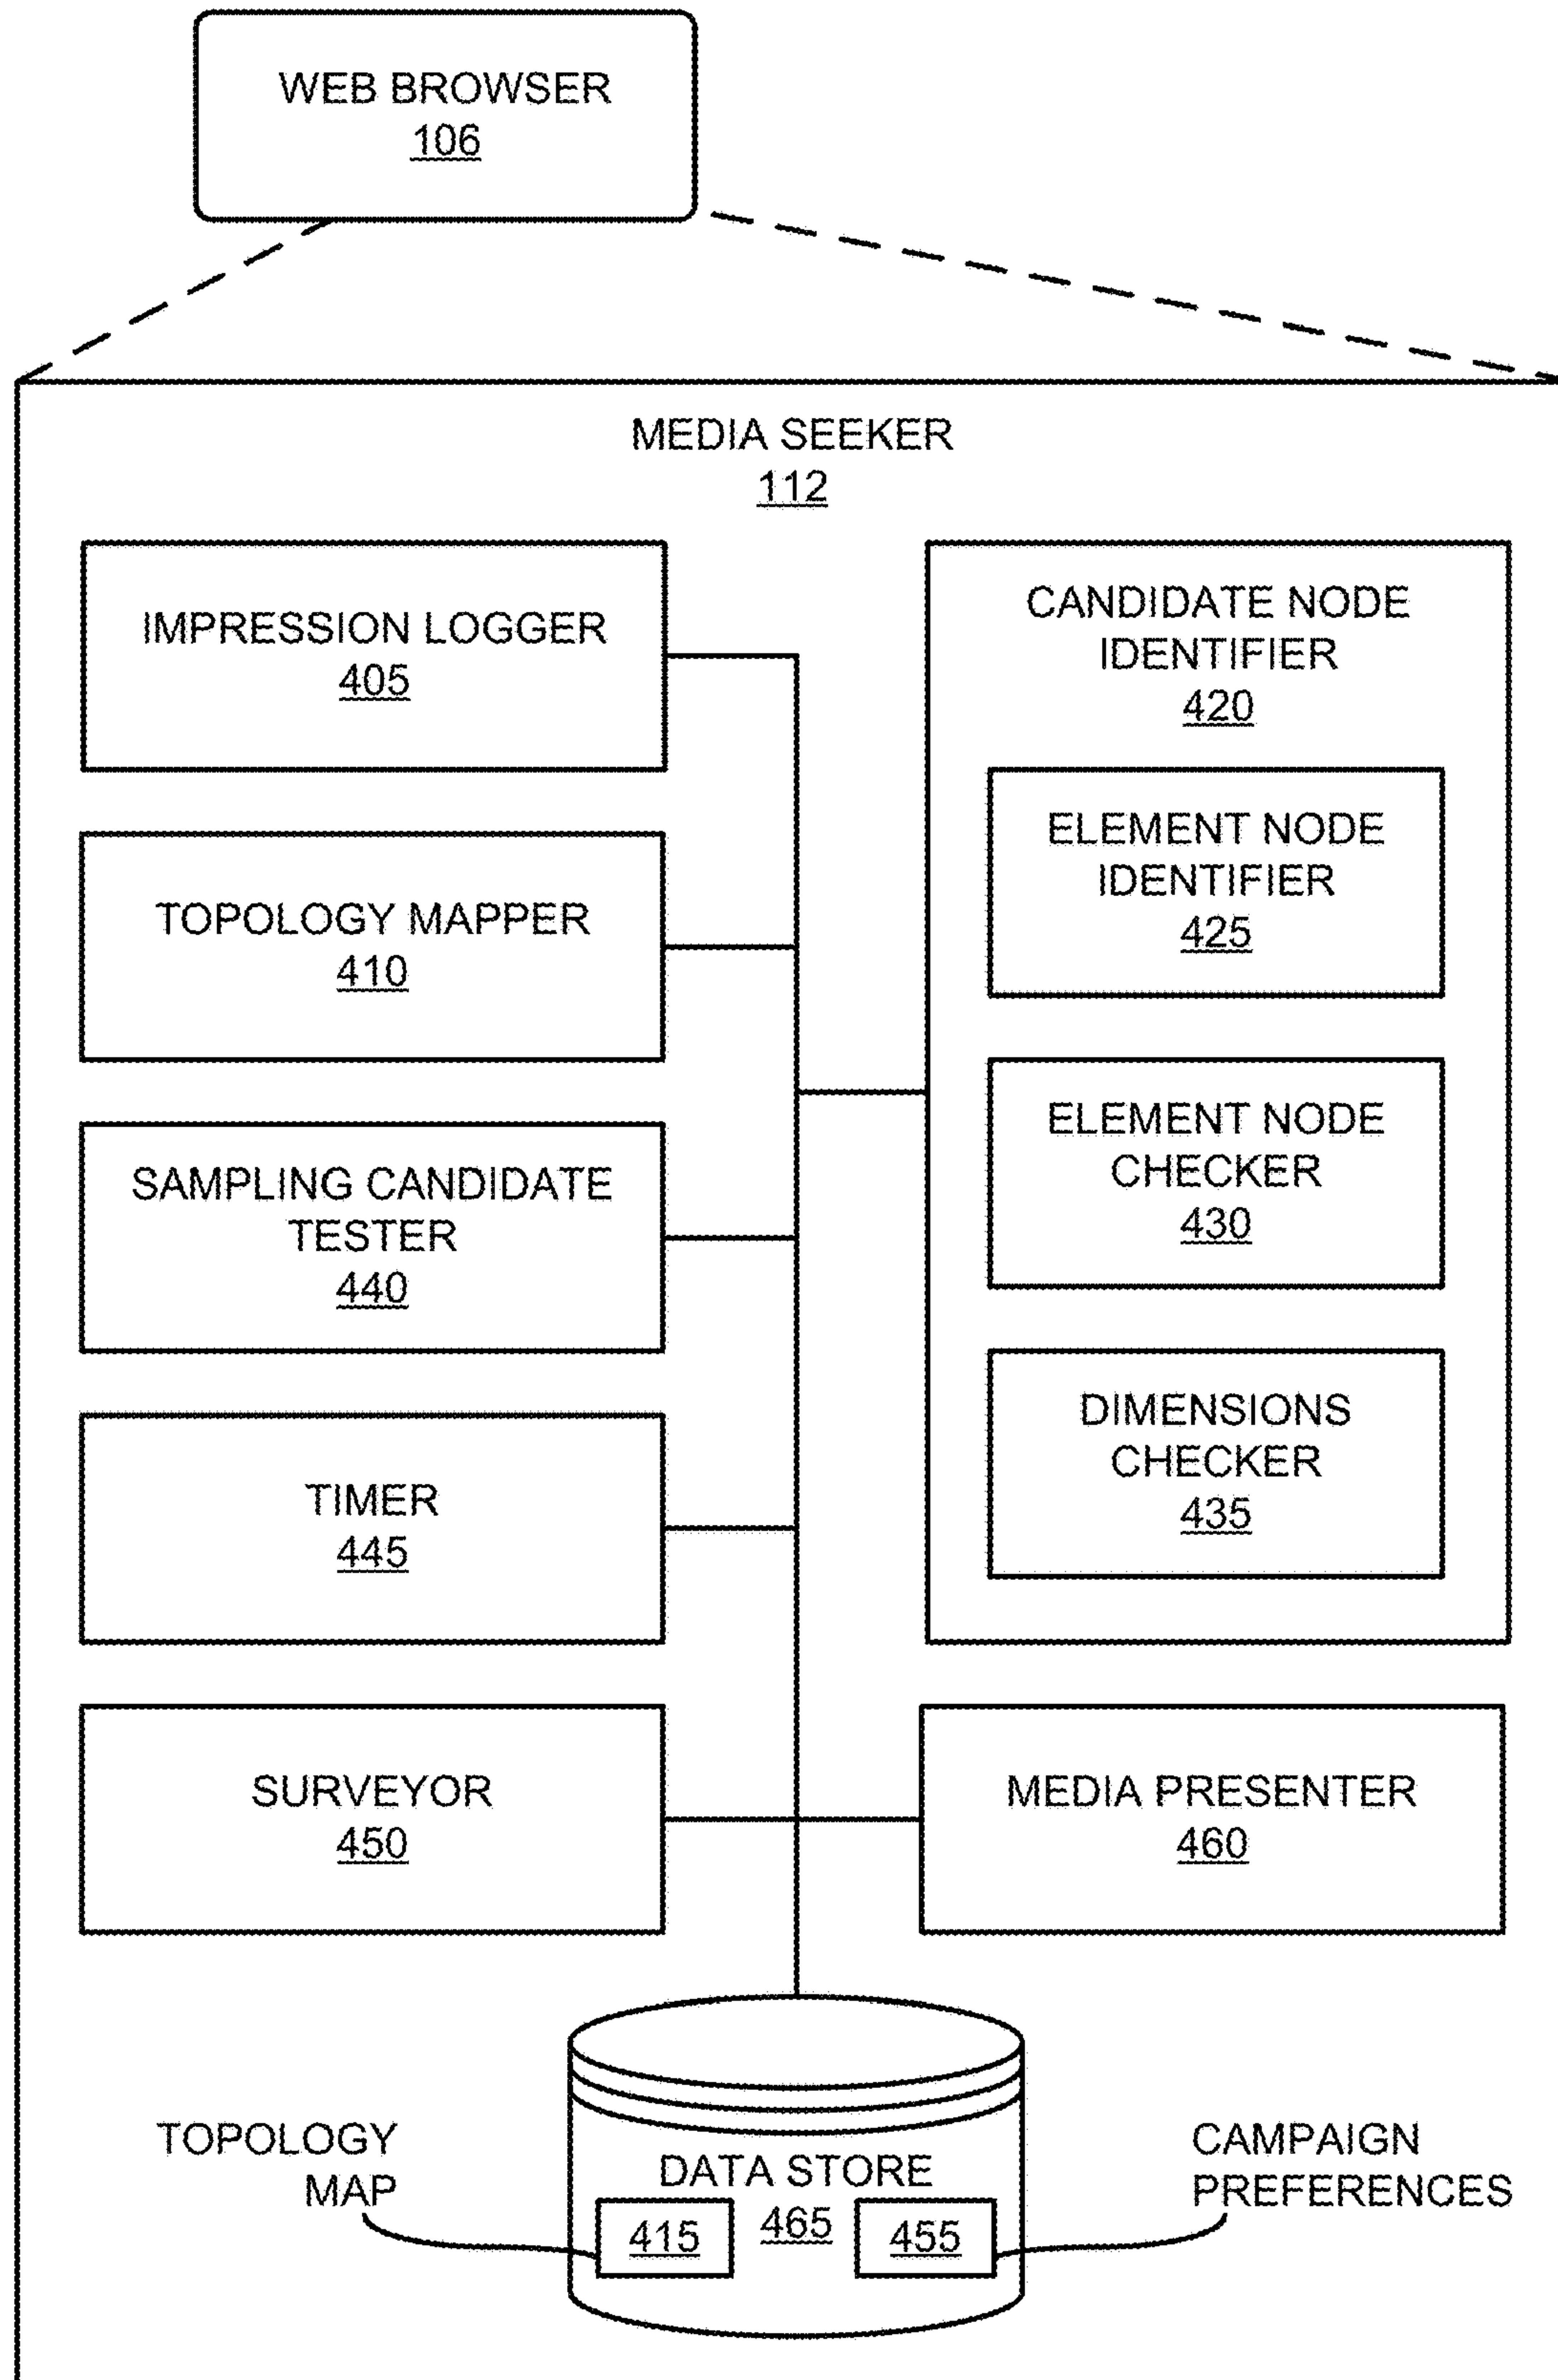 WEB BROWSER
106
MEDIA SEEKER
112
IMPRESSION LOGGER
405
TOPOLOGY MAPPER
410
SAMPLING CANDIDATE
TESTER
440
TIMER
445
SURVEYOR
450
CANDIDATE NODE
IDENTIFIER
420
ELEMENT NODE
IDENTIFIER
425
ELEMENT NODE
CHECKER
430
DIMENSIONS
CHECKER
435
MEDIA PRESENTER
460
TOPOLOGY
MAP
DATA STORE
465
415
455
CAMPAIGN
PREFERENCES